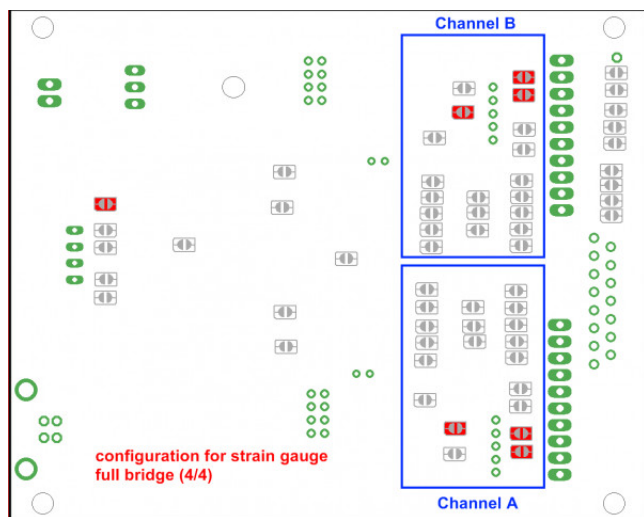 Channel B
configuration for strain gauge
full bridge (4/4)
Channel A